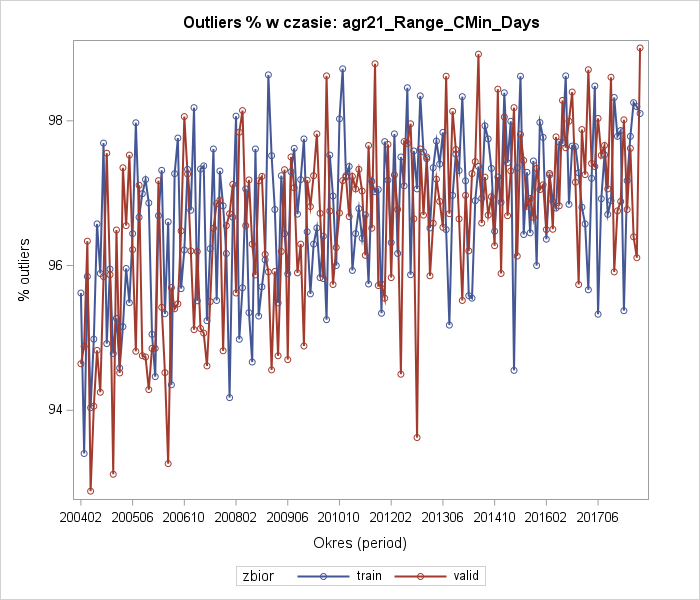 Outliers % w czasie: agr21_Range_CMin_Days
% outliers
98
96
94
200402 200506 200610 200802 200906 201010 201202 201306 201410 201602 201706
Okres (period)
zbior train valid